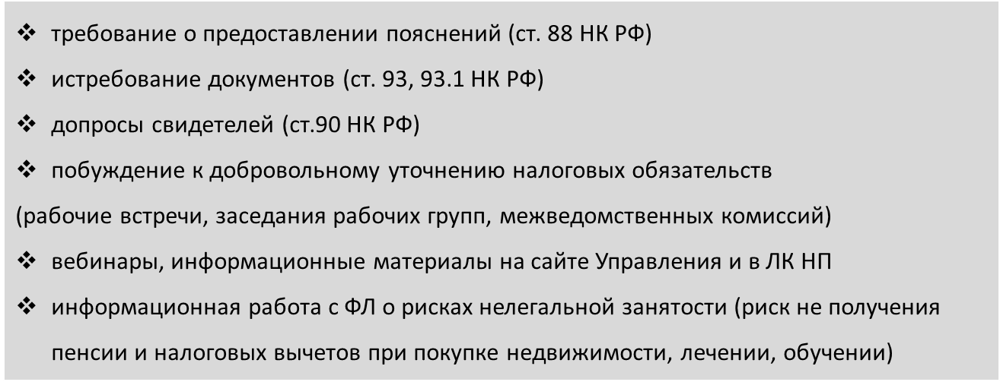 ❖ требование о предоставлении пояснений (ст. 88 НК РФ)
❖ истребование документов (ст. 93, 93.1 НК РФ)
❖ допросы свидетелей (ст.90 НК РФ)
❖ побуждение к добровольному уточнению налоговых обязательств
(рабочие встречи, заседания рабочих групп, межведомственных комиссий)
❖ вебинары, информационные материалы на сайте Управления и в ЛК НП
❖ информационная работа с ФЛ о рисках нелегальной занятости (риск не получения
пенсии и налоговых вычетов при покупке недвижимости, лечении, обучении)